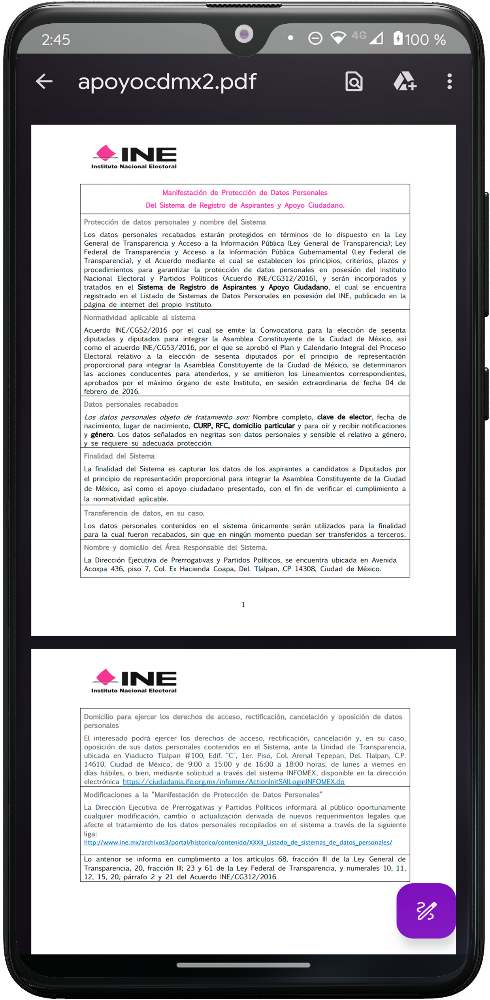 2:45
4G
100 %
apoyocdmx2.pdf
INE
Instituto Nacional Electoral
Manifestación de Protección de Datos Personales
Del Sistema de Registro de Aspirantes y Apoyo Ciudadano.
Protección de datos personales y nombre del Sistema
Los datos personales recabados estarán protegidos en términos de lo dispuesto en la Ley
General de Transparencia y Acceso a la Información Pública (Ley General de Transparencia); Ley
Federal de Transparencia y Acceso a la Información Pública Gubernamental (Ley Federal de
Transparencia), y el Acuerdo mediante el cual se establecen los principios, criterios, plazos y
procedimientos para garantizar la protección de datos personales en posesión del Instituto
Nacional Electoral y Partidos Políticos (Acuerdo INE/CG312/2016), y serán incorporados y
tratados en el Sistema de Registro de Aspirantes y Apoyo Ciudadano, el cual se encuentra
registrado en el Listado de Sistemas de Datos Personales en posesión del INE, publicado en la
página de internet del propio Instituto.
Normatividad aplicable al sistema
Acuerdo INE/CG52/2016 por el cual se emite la Convocatoria para la elección de sesenta
diputadas y diputados para integrar la Asamblea Constituyente de la Ciudad de México, así
como el acuerdo INE/CG53/2016, por el que se aprobó el Plan y Calendario Integral del Proceso
Electoral relativo a la elección de sesenta diputados por el principio de representación
proporcional para integrar la Asamblea Constituyente de la Ciudad de México, se determinaron
las acciones conducentes para atenderlos, y se emitieron los Lineamientos correspondientes,
aprobados por el máximo órgano de este Instituto, en sesión extraordinaria de fecha 04 de
febrero de 2016.
Datos personales recabados
Los datos personales objeto de tratamiento son: Nombre completo, clave de elector, fecha de
nacimiento, lugar de nacimiento, CURP, RFC, domicilio particular y para oír y recibir notificaciones
y género. Los datos señalados en negritas son datos personales y sensible el relativo a género,
y se requiere su adecuada protección.
Finalidad del Sistema
La finalidad del Sistema es capturar los datos de los aspirantes a candidatos a Diputados por
el principio de representación proporcional para integrar la Asamblea Constituyente de la Ciudad
de México, así como el apoyo ciudadano presentado, con el fin de verificar el cumplimiento a
la normatividad aplicable.
Transferencia de datos, en su caso.
Los datos personales contenidos en el sistema únicamente serán utilizados para la finalidad
para la cual fueron recabados, sin que en ningún momento puedan ser transferidos a terceros.
Nombre y domicilio del Área Responsable del Sistema.
La Dirección Ejecutiva de Prerrogativas y Partidos Políticos, se encuentra ubicada en Avenida
Acoxpa 436, piso 7, Col. Ex Hacienda Coapa, Del. Tlalpan, CP 14308, Ciudad de México.
1
INE
Instituto Nacional Electoral
Domicilio para ejercer los derechos de acceso, rectificación, cancelación y oposición de datos
personales
El interesado podrá ejercer los derechos de acceso, rectificación, cancelación y, en su caso,
oposición de sus datos personales contenidos en el Sistema, ante la Unidad de Transparencia,
ubicada en Viaducto Tlalpan #100, Edif. "C", 1er. Piso, Col. Arenal Tepepan, Del. Tlalpan, C.P.
14610, Ciudad de México, de 9:00 a 15:00 y de 16:00 a 18:00 horas, de lunes a viernes en
días hábiles, o bien, mediante solicitud a través del sistema INFOMEX, disponible en la dirección
electrónica https://ciudadania.ife.org.mx/infomex/ActionInitSAILoginINFOMEX.do
Modificaciones a la “Manifestación de Protección de Datos Personales”
La Dirección Ejecutiva de Prerrogativas y Partidos Políticos informará al público oportunamente
cualquier modificación, cambio o actualización derivada de nuevos requerimientos legales que
afecte el tratamiento de los datos personales recopilados en el sistema a través de la siguiente
liga:
http://www.ine.mx/archivos3/portal/historico/contenido/XXXII_Listado_de_sistemas_de_datos_personales/
Lo anterior se informa en cumplimiento a los artículos 68, fracción III de la Ley General de
Transparencia, 20, fracción III; 23 y 61 de la Ley Federal de Transparencia, y numerales 10, 11,
12, 15, 20, párrafo 2 y 21 del Acuerdo INE/CG312/2016.